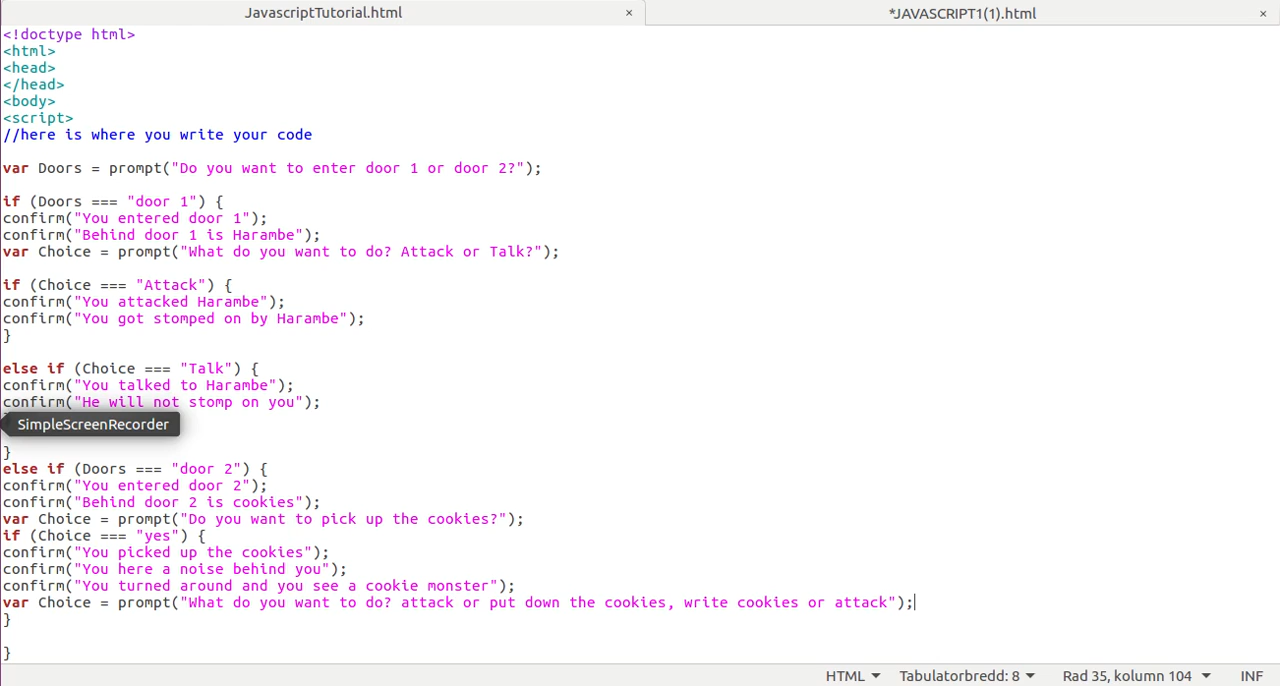 JavascriptTutorial.html ×
*JAVASCRIPT1(1).html ×
<!doctype html>
<html>
<head>
</head>
<body>
<script>
//here is where you write your code
var Doors = prompt("Do you want to enter door 1 or door 2?");
if (Doors === "door 1") {
confirm("You entered door 1");
confirm("Behind door 1 is Harambe");
var Choice = prompt("What do you want to do? Attack or Talk?");
if (Choice === "Attack") {
confirm("You attacked Harambe");
confirm("You got stomped on by Harambe");
}
else if (Choice === "Talk") {
confirm("You talked to Harambe");
confirm("He will not stomp on you");
SimpleScreenRecorder
}
else if (Doors === "door 2") {
confirm("You entered door 2");
confirm("Behind door 2 is cookies");
var Choice = prompt("Do you want to pick up the cookies?");
if (Choice === "yes") {
confirm("You picked up the cookies");
confirm("You here a noise behind you");
confirm("You turned around and you see a cookie monster");
var Choice = prompt("What do you want to do? attack or put down the cookies, write cookies or attack");
}
}
HTML Tabulatorbredd: 8 Rad 35, kolumn 104 INF